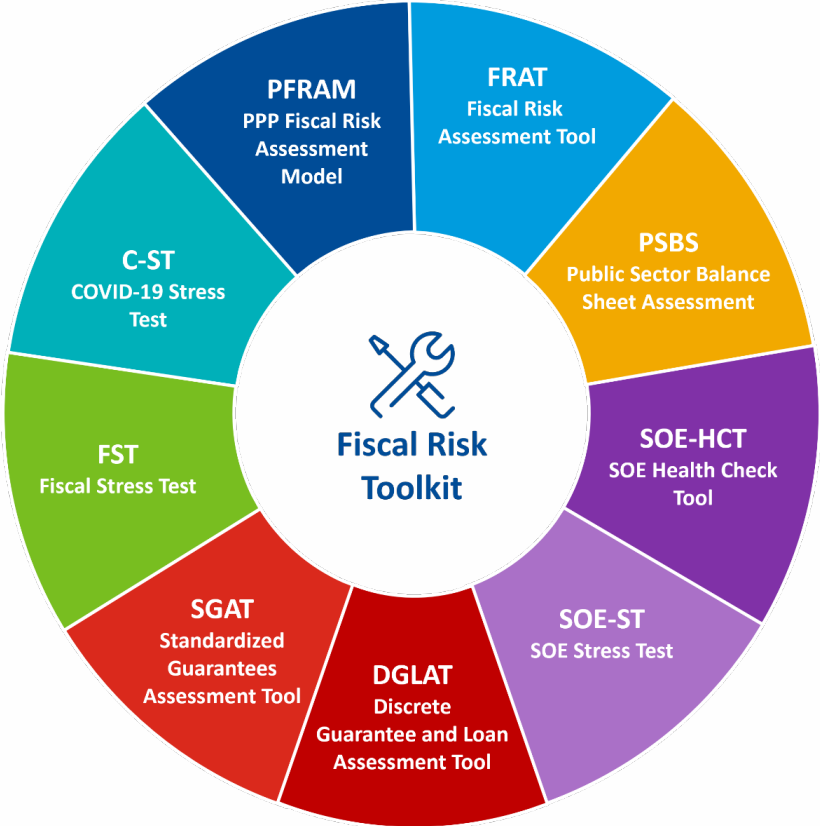 PFRAM
PPP Fiscal Risk
Assessment
Model
FRAT
Fiscal Risk
Assessment Tool
PSBS
Public Sector Balance
Sheet Assessment
SOE-HCT
SOE Health Check
Tool
SOE-ST
SOE Stress Test
DGLAT
Discrete
Guarantee and Loan
Assessment Tool
SGAT
Standardized
Guarantees
Assessment Tool
FST
Fiscal Stress Test
C-ST
COVID-19 Stress
Test
Fiscal Risk
Toolkit